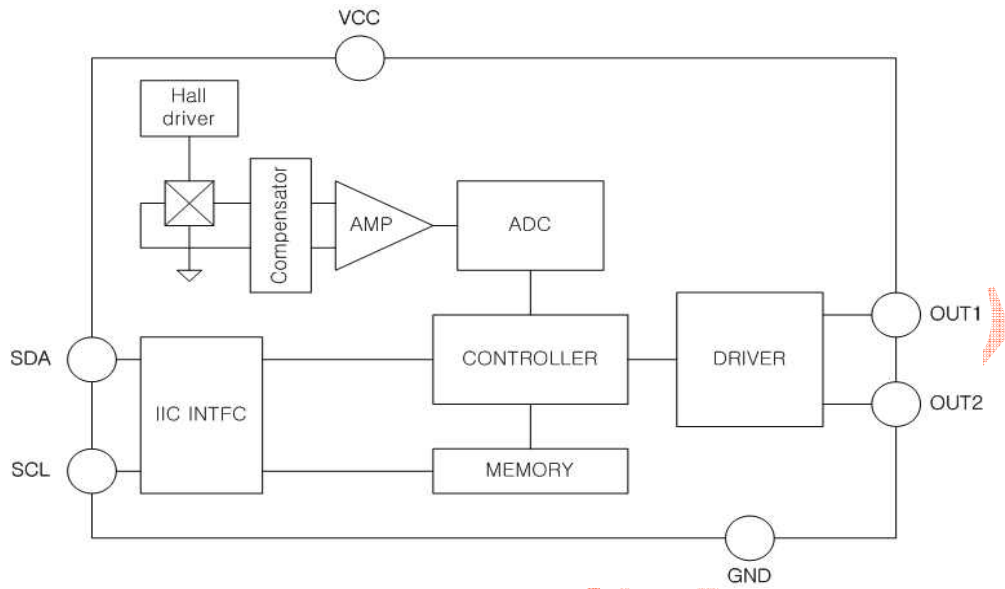 VCC
Hall
driver
Compensator
AMP
ADC
OUT1
SDA
CONTROLLER
DRIVER
IIC INTFC
OUT2
SCL
MEMORY
GND